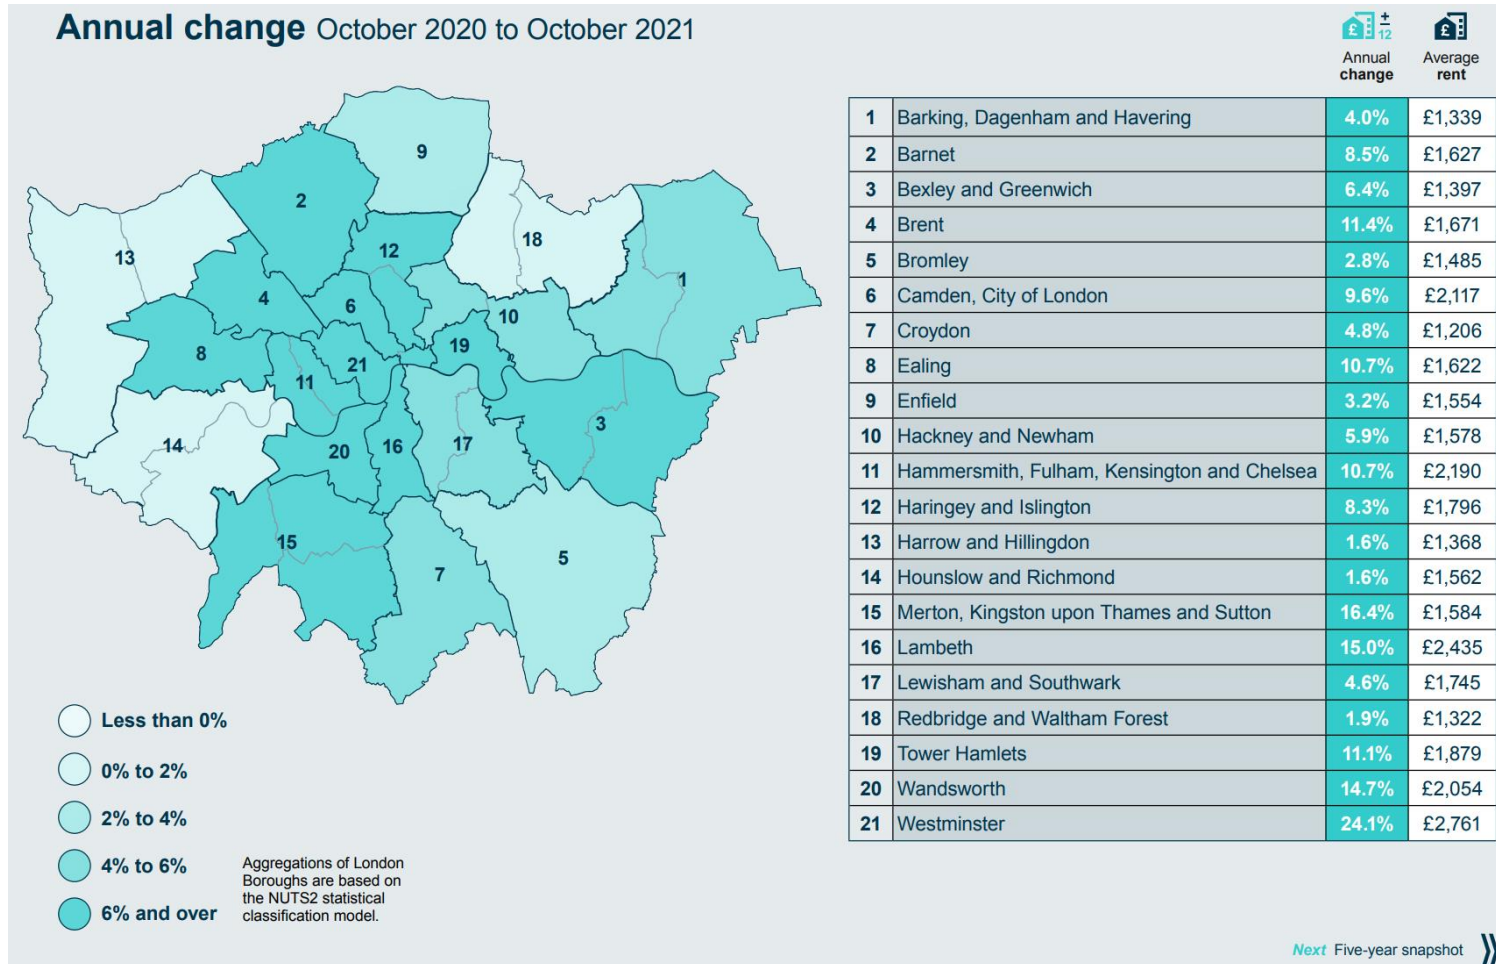 Annual change October 2020 to October 2021
£ ± 12
£
Annual change
Average rent
1 Barking, Dagenham and Havering 4.0% £1,339
2 Barnet 8.5% £1,627
3 Bexley and Greenwich 6.4% £1,397
4 Brent 11.4% £1,671
5 Bromley 2.8% £1,485
6 Camden, City of London 9.6% £2,117
7 Croydon 4.8% £1,206
8 Ealing 10.7% £1,622
9 Enfield 3.2% £1,554
10 Hackney and Newham 5.9% £1,578
11 Hammersmith, Fulham, Kensington and Chelsea 10.7% £2,190
12 Haringey and Islington 8.3% £1,796
13 Harrow and Hillingdon 1.6% £1,368
14 Hounslow and Richmond 1.6% £1,562
15 Merton, Kingston upon Thames and Sutton 16.4% £1,584
16 Lambeth 15.0% £2,435
17 Lewisham and Southwark 4.6% £1,745
18 Redbridge and Waltham Forest 1.9% £1,322
19 Tower Hamlets 11.1% £1,879
20 Wandsworth 14.7% £2,054
21 Westminster 24.1% £2,761
9
2
18
12
13
1
4
6
10
19
8
21
11
3
14
20
16
17
15
5
7
Less than 0%
0% to 2%
2% to 4%
4% to 6%
6% and over
Aggregations of London
Boroughs are based on
the NUTS2 statistical
classification model.
Next Five-year snapshot